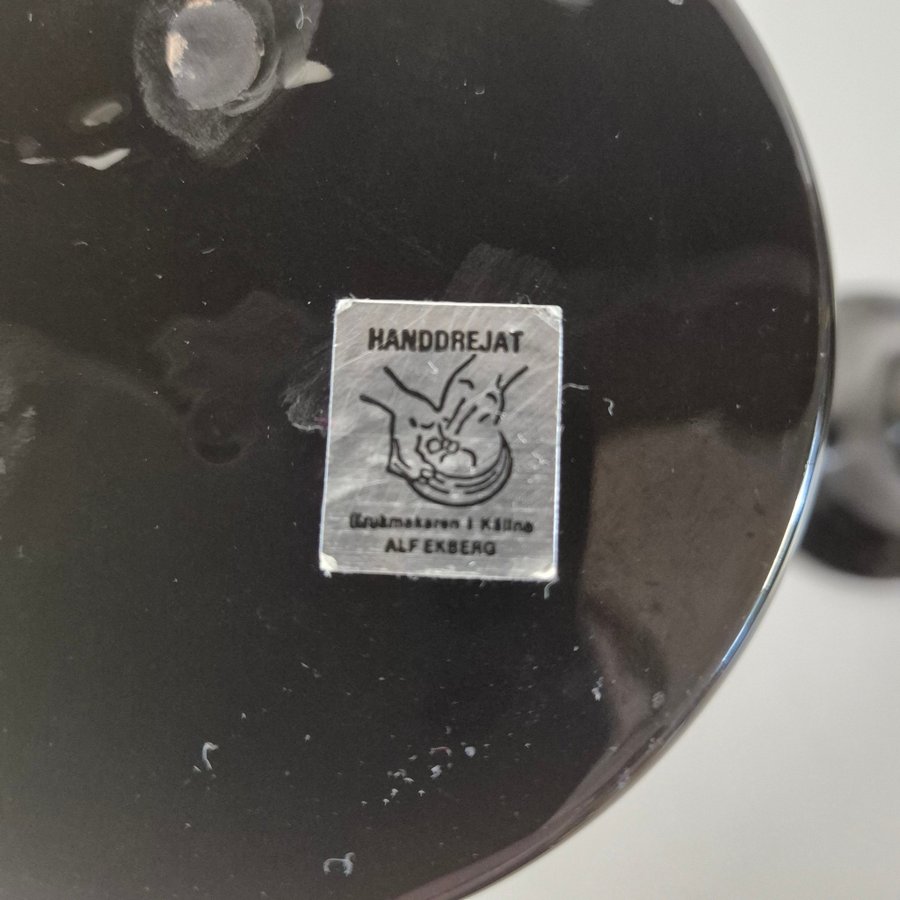 HANDDREJAT
Krukmakaren i Källna
ALF EKBERG